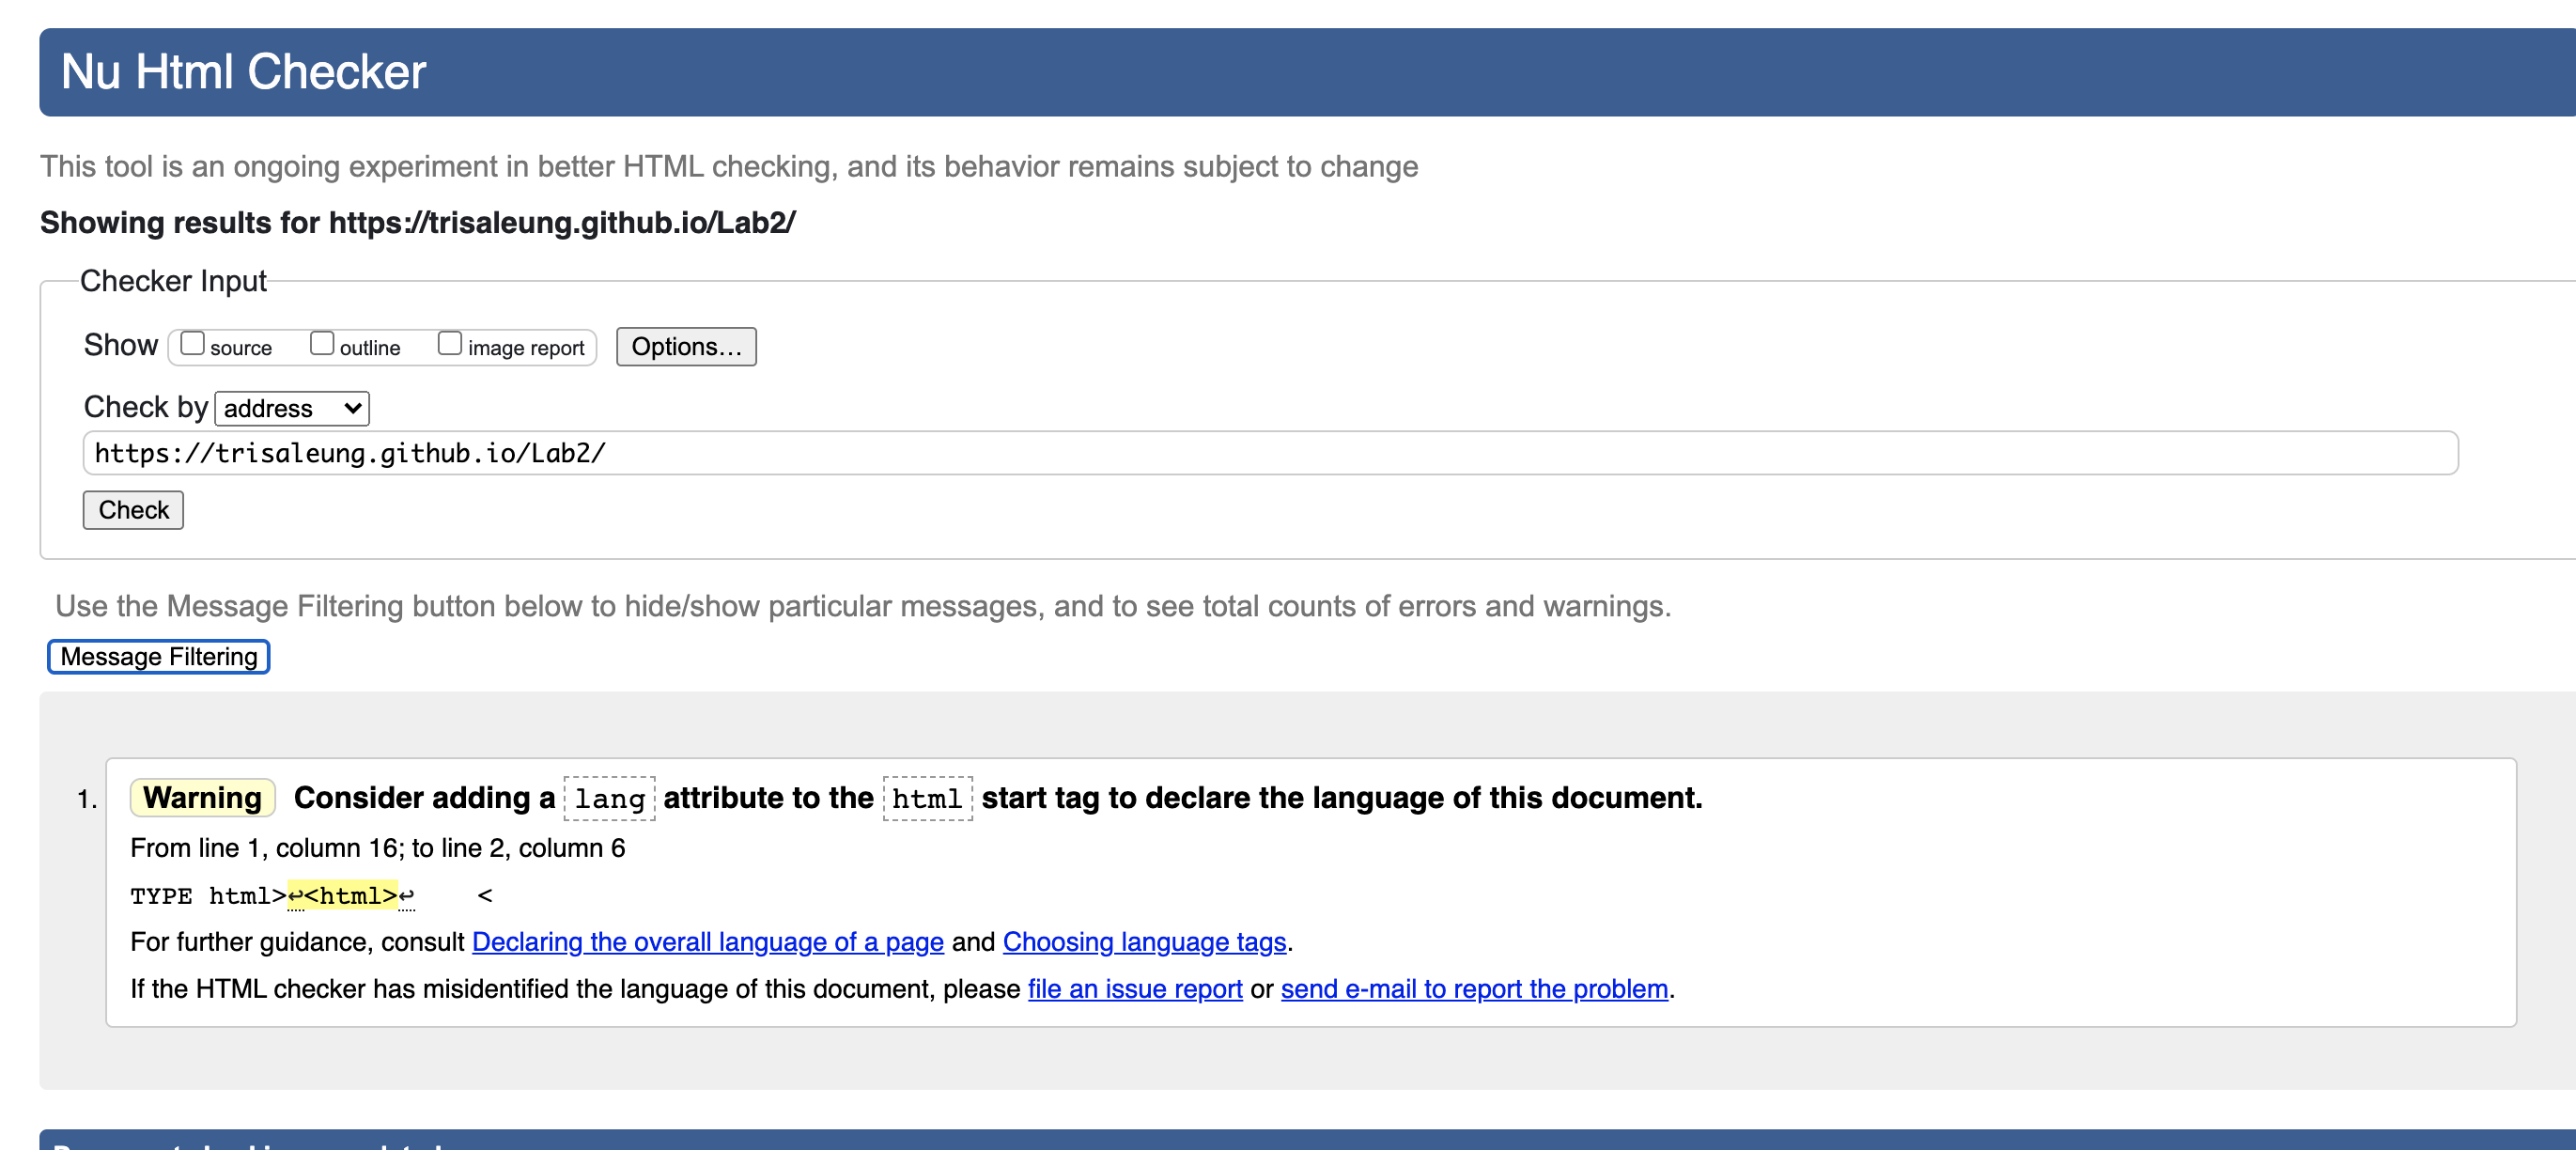 Nu Html Checker
This tool is an ongoing experiment in better HTML checking, and its behavior remains subject to change
Showing results for https://trisaleung.github.io/Lab2/
Checker Input
Show source outline image report Options...
Check by address
https://trisaleung.github.io/Lab2/
Check
Use the Message Filtering button below to hide/show particular messages, and to see total counts of errors and warnings.
Message Filtering
1. Warning Consider adding a lang attribute to the html start tag to declare the language of this document.
From line 1, column 16; to line 2, column 6
TYPE html>↩<html>↩ <
For further guidance, consult Declaring the overall language of a page and Choosing language tags.
If the HTML checker has misidentified the language of this document, please file an issue report or send e-mail to report the problem.